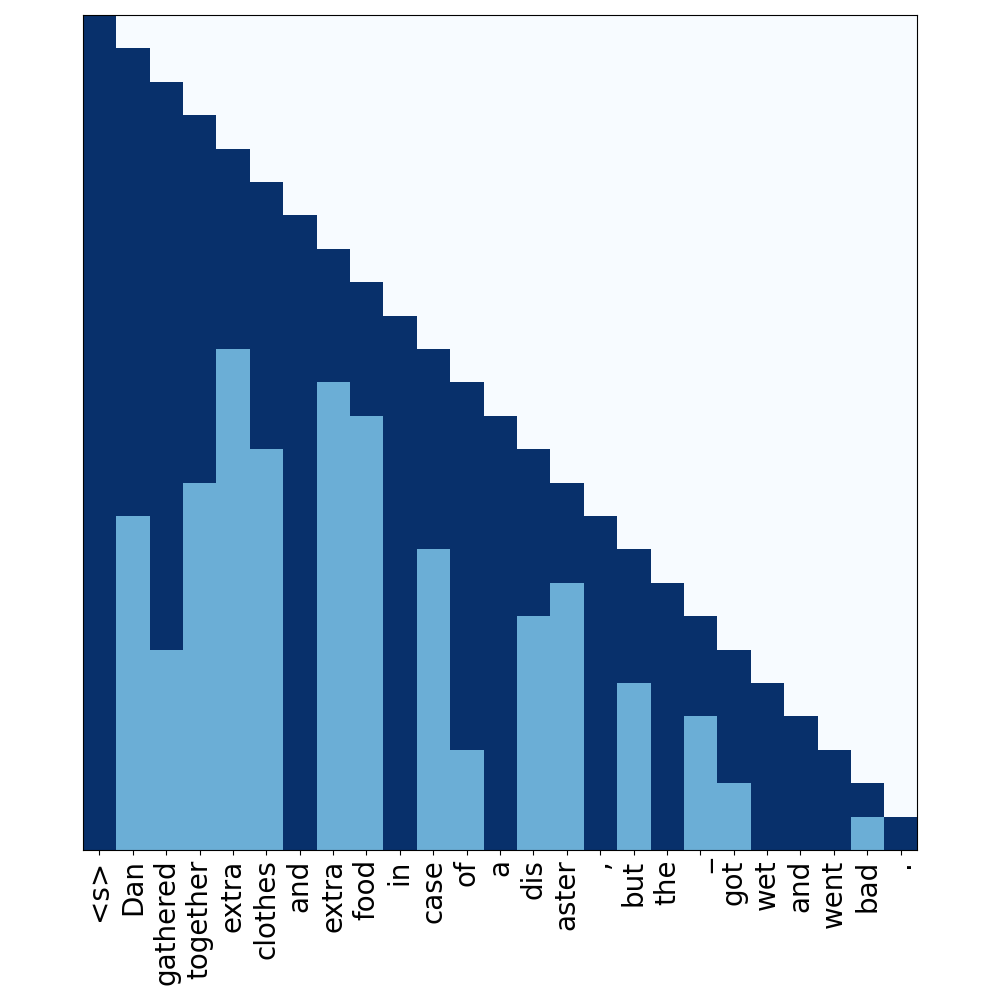 <s> Dan gathered together extra clothes and extra food in case of a dis aster , but the _ got wet and went bad .